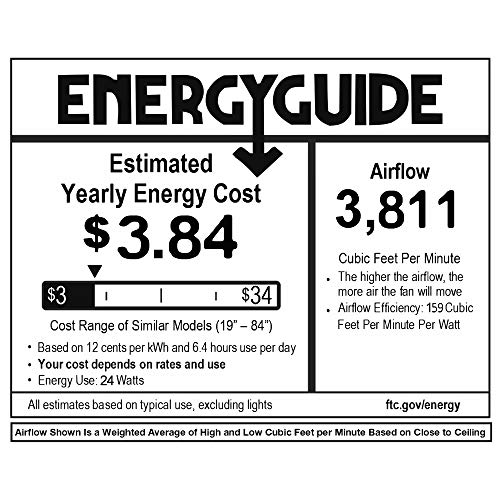 ENERGYGUIDE
Estimated
Yearly Energy Cost
$3.84
$3
$34
Cost Range of Similar Models (19” – 84”)
• Based on 12 cents per kWh and 6.4 hours use per day
• Your cost depends on rates and use
• Energy Use: 24 Watts
Airflow
3,811
Cubic Feet Per Minute
• The higher the airflow, the
more air the fan will move
• Airflow Efficiency: 159 Cubic
Feet Per Minute Per Watt
All estimates based on typical use, excluding lights
ftc.gov/energy
Airflow Shown Is a Weighted Average of High and Low Cubic Feet per Minute Based on Close to Ceiling